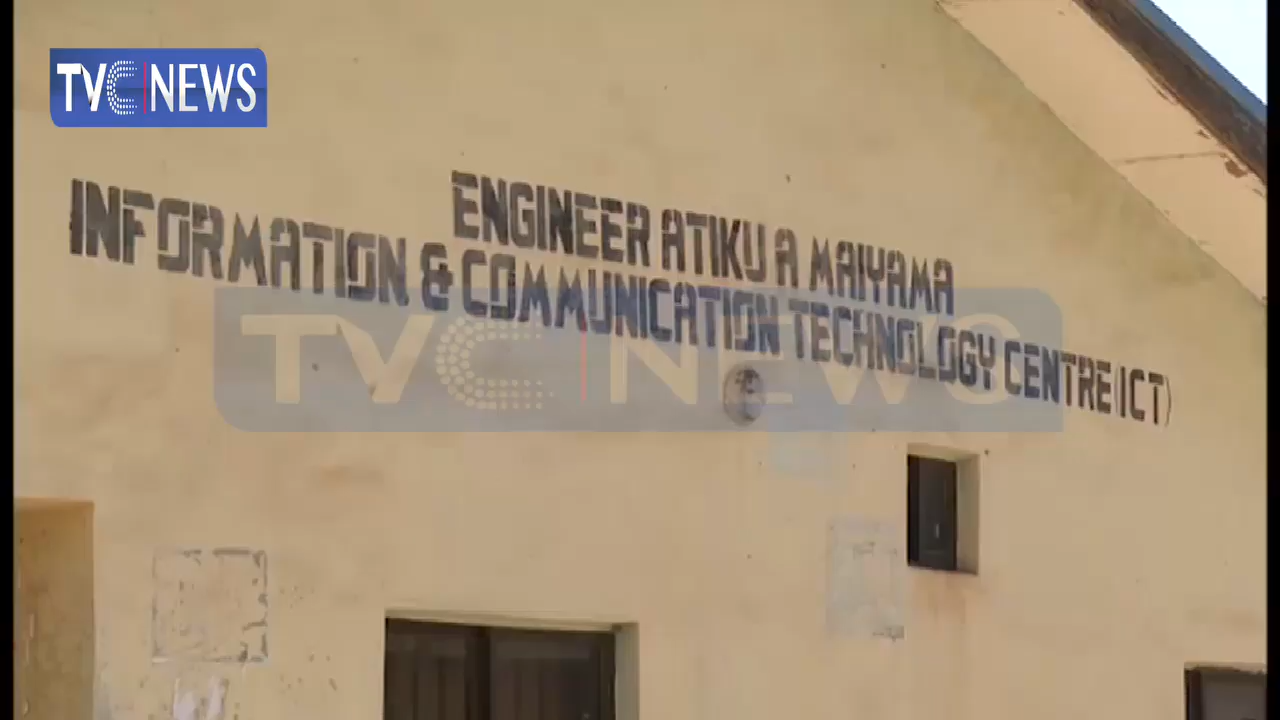 TVC NEWS
ENGINEER ATIKU A MAIYAMA
INFORMATION & COMMUNICATION TECHNOLOGY CENTRE (ICT)
TVC NEWS